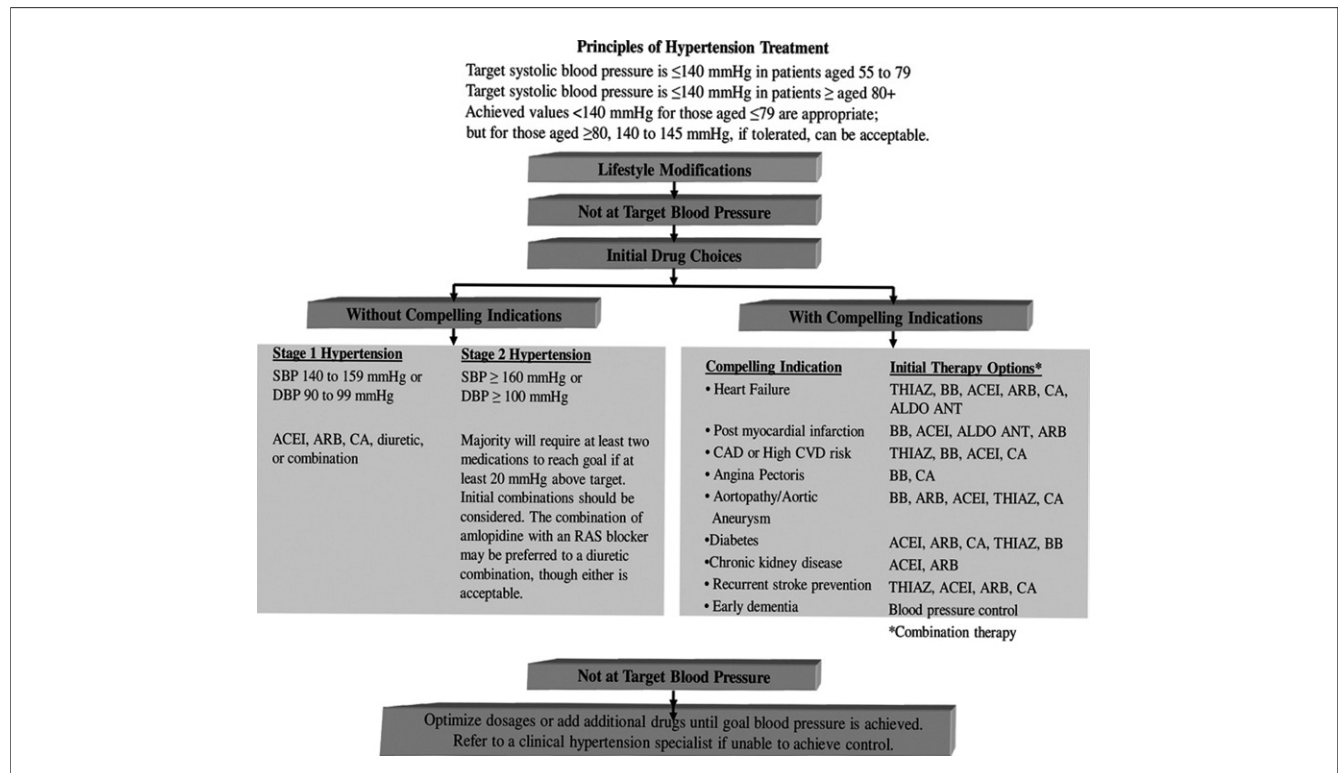 Principles of Hypertension Treatment
Target systolic blood pressure is ≤140 mmHg in patients aged 55 to 79
Target systolic blood pressure is ≤140 mmHg in patients ≥ aged 80+
Achieved values <140 mmHg for those aged ≤79 are appropriate;
but for those aged ≥80, 140 to 145 mmHg, if tolerated, can be acceptable.
Lifestyle Modifications
Not at Target Blood Pressure
Initial Drug Choices
Without Compelling Indications
Stage 1 Hypertension
SBP 140 to 159 mmHg or
DBP 90 to 99 mmHg
ACEI, ARB, CA, diuretic,
or combination
Stage 2 Hypertension
SBP ≥ 160 mmHg or
DBP ≥ 100 mmHg
Majority will require at least two
medications to reach goal if at
least 20 mmHg above target.
Initial combinations should be
considered. The combination of
amlopidine with an RAS blocker
may be preferred to a diuretic
combination, though either is
acceptable.
With Compelling Indications
Compelling Indication Initial Therapy Options*
• Heart Failure THIAZ, BB, ACEI, ARB, CA,
ALDO ANT
• Post myocardial infarction BB, ACEI, ALDO ANT, ARB
• CAD or High CVD risk THIAZ, BB, ACEI, CA
• Angina Pectoris BB, CA
• Aortopathy/Aortic BB, ARB, ACEI, THIAZ, CA
Aneurysm
•Diabetes ACEI, ARB, CA, THIAZ, BB
•Chronic kidney disease ACEI, ARB
• Recurrent stroke prevention THIAZ, ACEI, ARB, CA
• Early dementia Blood pressure control
*Combination therapy
Not at Target Blood Pressure
Optimize dosages or add additional drugs until goal blood pressure is achieved.
Refer to a clinical hypertension specialist if unable to achieve control.